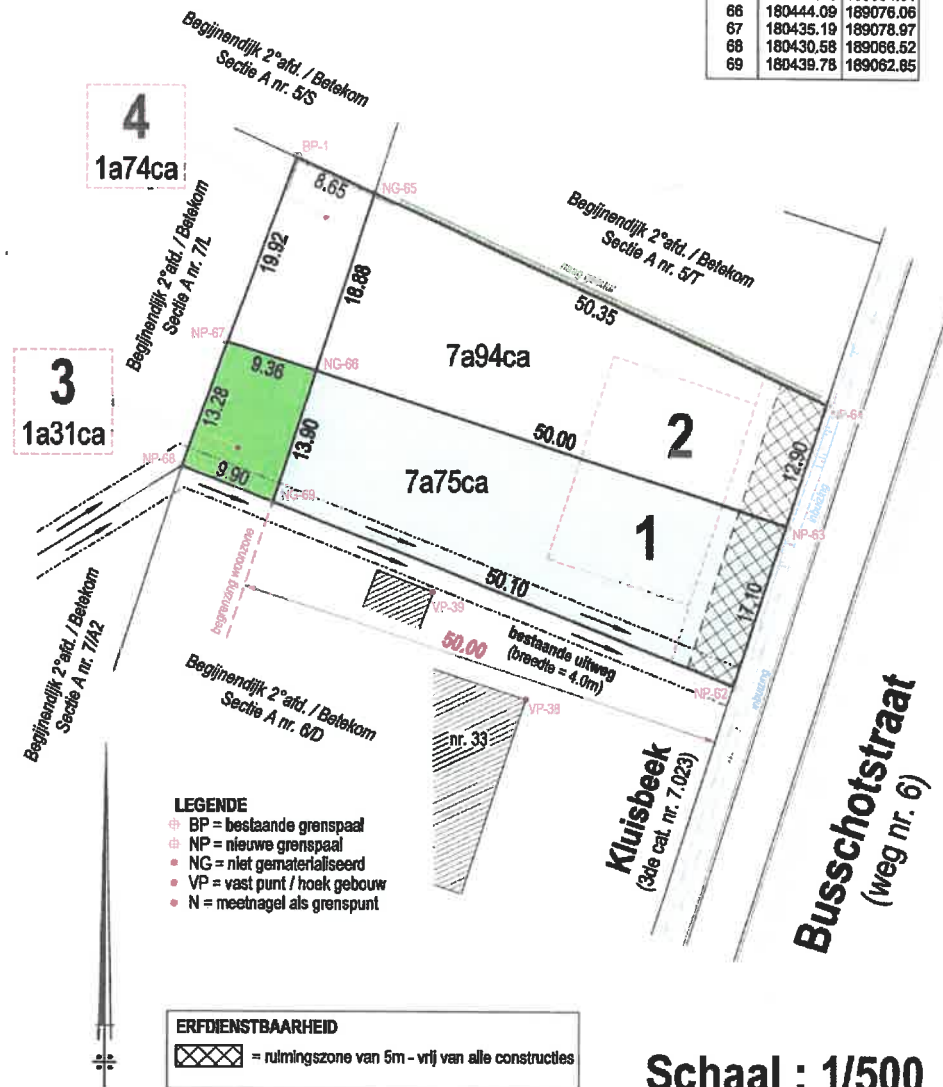 66 180444.09 189076.06
67 180435.19 189078.97
68 180430.58 189066.52
69 180439.78 189062.85
Begijnendijk 2°afd. / Betekom
Sectie A nr. 5/S
4
1a74ca
BP-1
8.65
NG-65
Begijnendijk 2°afd. / Betekom
Sectie A nr. 7/L
19.92
18.88
Begijnendijk 2°afd. / Betekom
Sectie A nr. 5/T
50.35
NP-67
9.36
NG-66
7a94ca
3
1a31ca
13.28
13.90
50.00
2
12.90
NP-68
9.90
NG-69
7a75ca
1
NP-63
inbuizing
17.10
50.10
begrenzing woonzone
VP-39
50.00
bestaande uitweg
(breedte = 4.0m)
NP-62
inbuizing
Begijnendijk 2°afd. / Betekom
Sectie A nr. 7/A2
Begijnendijk 2°afd. / Betekom
Sectie A nr. 6/D
VP-38
nr. 33
Kluisbeek
(3de cat. nr. 7.023)
Busschotstraat
(weg nr. 6)
LEGENDE
BP = bestaande grenspaal
NP = nieuwe grenspaal
NG = niet gematerialiseerd
VP = vast punt / hoek gebouw
N = meetnagel als grenspunt
ERFDIENSTBAARHEID
= ruimingszone van 5m - vrij van alle constructies
Schaal : 1/500